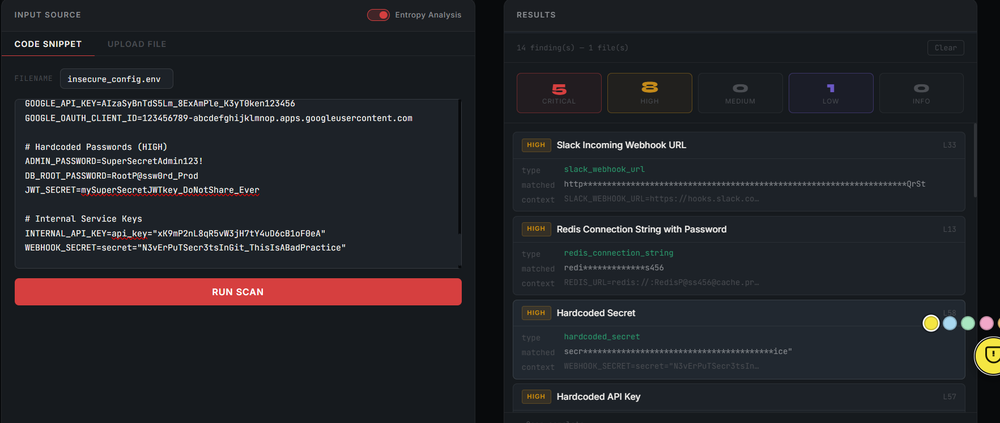 INPUT SOURCE
Entropy Analysis
CODE SNIPPET
UPLOAD FILE
FILENAME
insecure_config.env
GOOGLE_API_KEY=AIzaSyBnTdS5Lm_8ExAmPle_K3yT0ken123456
GOOGLE_OAUTH_CLIENT_ID=123456789-abcdefghijklmnop.apps.googleusercontent.com
# Hardcoded Passwords (HIGH)
ADMIN_PASSWORD=SuperSecretAdmin123!
DB_ROOT_PASSWORD=RootP@ssw0rd_Prod
JWT_SECRET=mySuperSecretJWTkey_DoNotShare_Ever
# Internal Service Keys
INTERNAL_API_KEY=api_key="xK9mP2nL8qR5vW3jH7tY4uD6cB1oF0eA"
WEBHOOK_SECRET=secret="N3vErPuTSecr3tsInGit_ThisIsABadPractice"
RUN SCAN
RESULTS
14 finding(s) — 1 file(s)
Clear
5
CRITICAL
8
HIGH
0
MEDIUM
1
LOW
0
INFO
HIGH Slack Incoming Webhook URL L33
type slack_webhook_url
matched http********************************************************************QrSt
context SLACK_WEBHOOK_URL=https://hooks.slack.co…
HIGH Redis Connection String with Password L13
type redis_connection_string
matched redi*************s456
context REDIS_URL=redis://:RedisP@ss456@cache.pr…
HIGH Hardcoded Secret L58
type hardcoded_secret
matched secr****************************************ice"
context WEBHOOK_SECRET=secret="N3vErPuTSecr3tsIn…
HIGH Hardcoded API Key L57